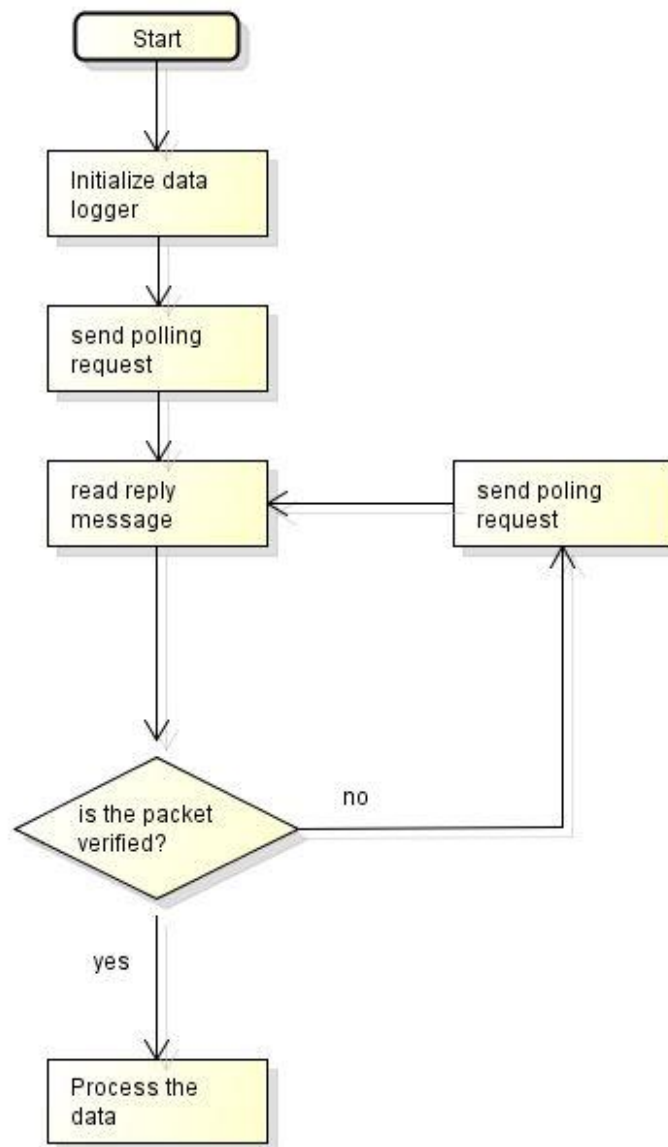 Start
Initialize data
logger
send polling
request
read reply
message
send poling
request
is the packet
verified?
no
yes
Process the
data